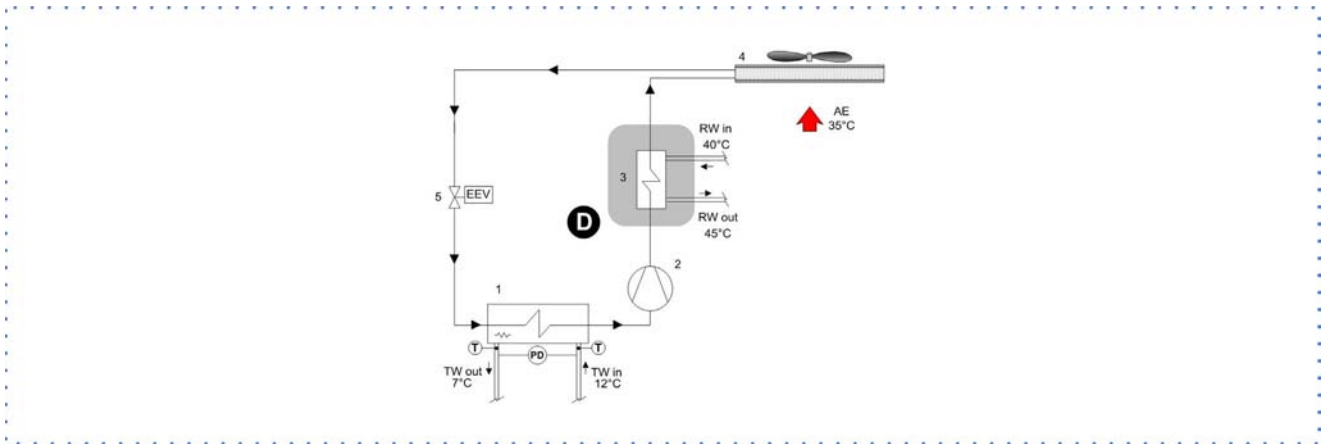 4
AE
35°C
RW in
40°C
3
5
EEV
D
RW out
45°C
2
1
T
PD
T
TW out
7°C
TW in
12°C